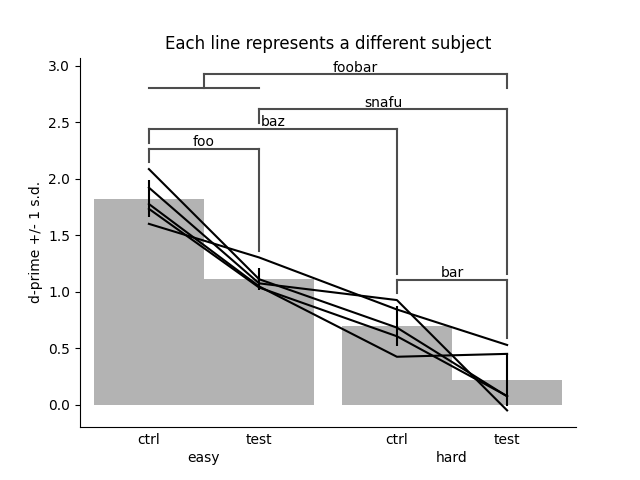 Each line represents a different subject
3.0
foobar
snafu
2.5
baz
foo
2.0
1.5
bar
1.0
0.5
0.0
d-prime +/- 1 s.d.
ctrl test ctrl test
easy hard